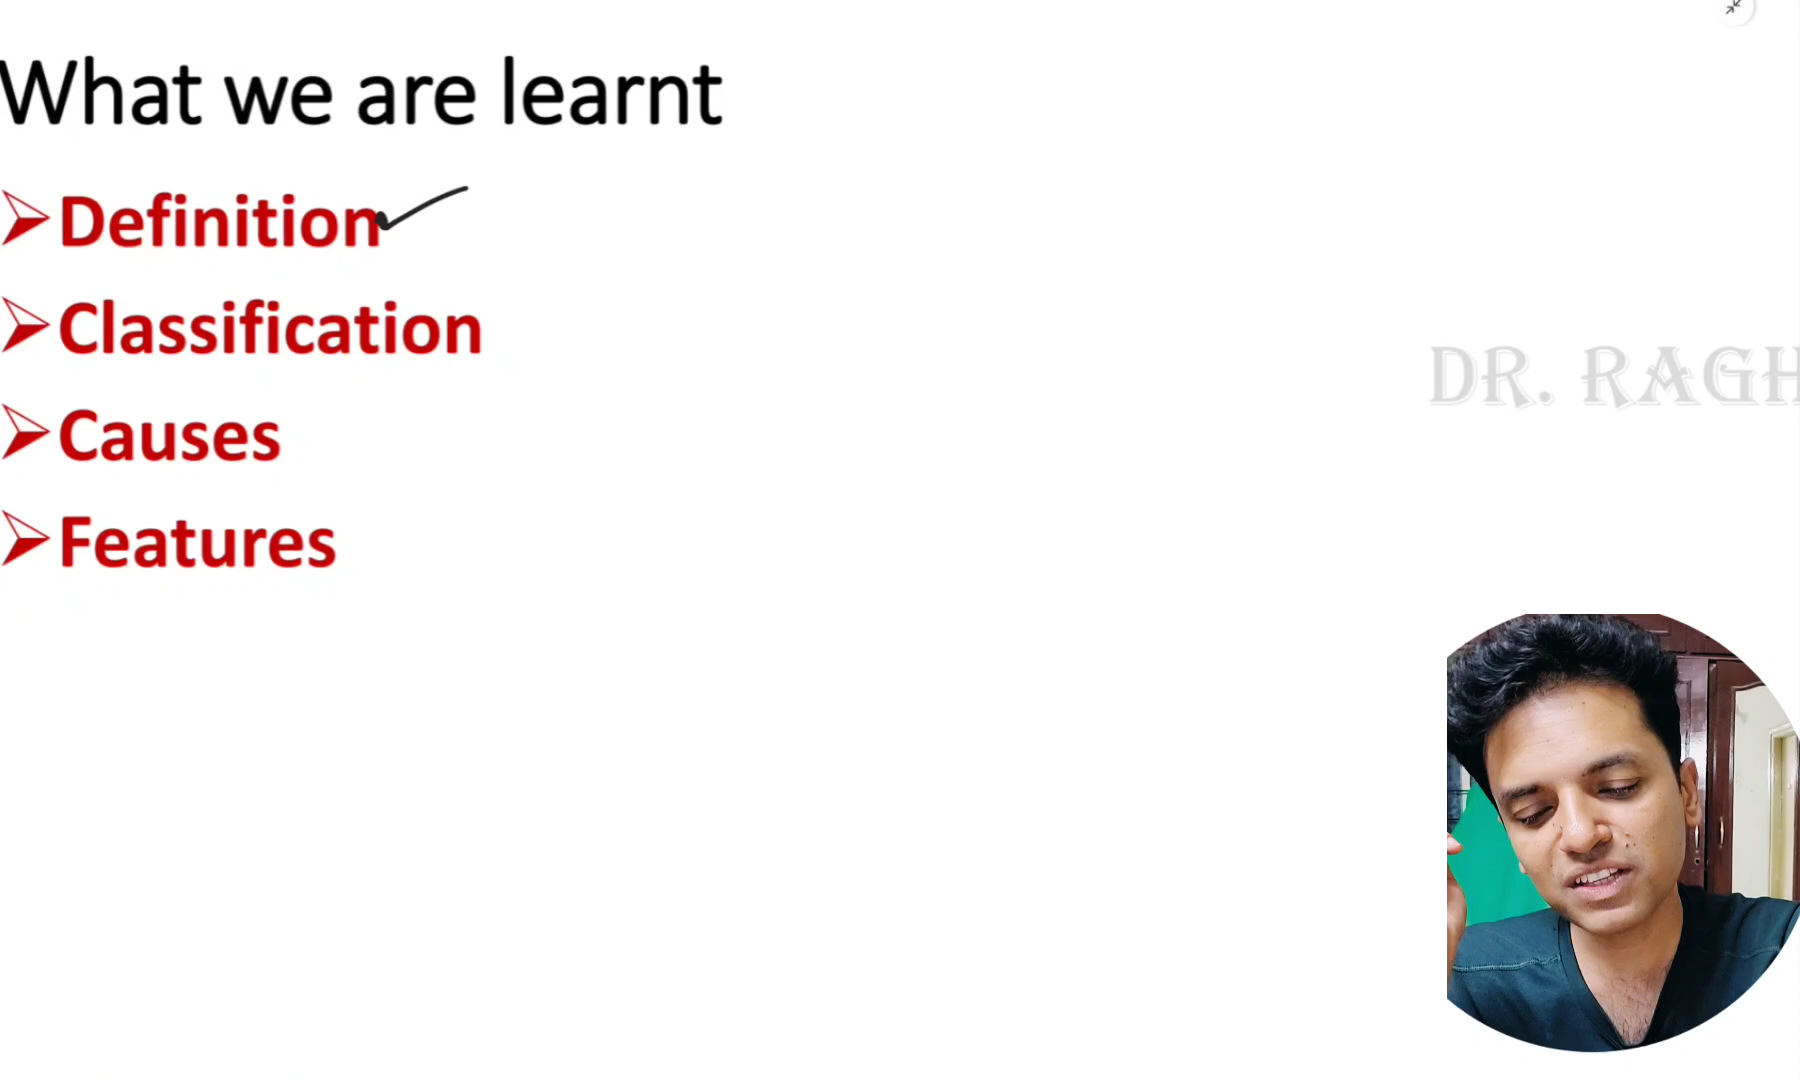 What we are learnt
Definition
Classification
DR. RAGH
Causes
Features